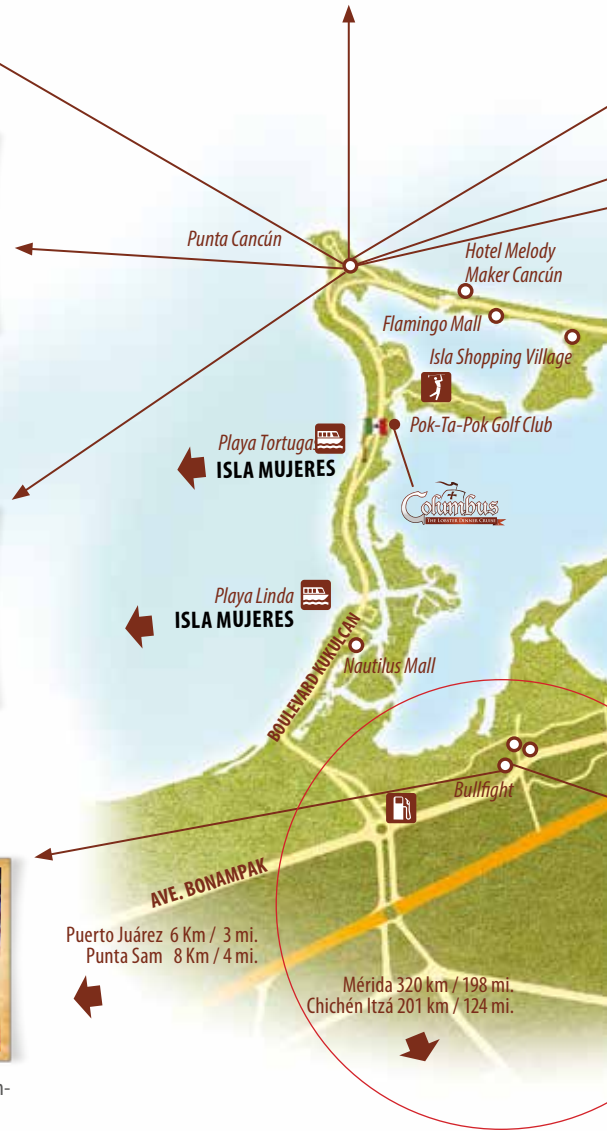 Punta Cancún
Hotel Melody
Maker Cancún
Flamingo Mall
Isla Shopping Village
Pok-Ta-Pok Golf Club
Playa Tortugas
ISLA MUJERES
Columbus
THE LOBSTER DINNER CRUISE
Playa Linda
ISLA MUJERES
BOULEVARD KUKULCAN
Nautilus Mall
Bullfight
AVE. BONAMPAK
Puerto Juárez 6 Km / 3 mi.
Punta Sam 8 Km / 4 mi.
Mérida 320 km / 198 mi.
Chichén Itzá 201 km / 124 mi.
n-